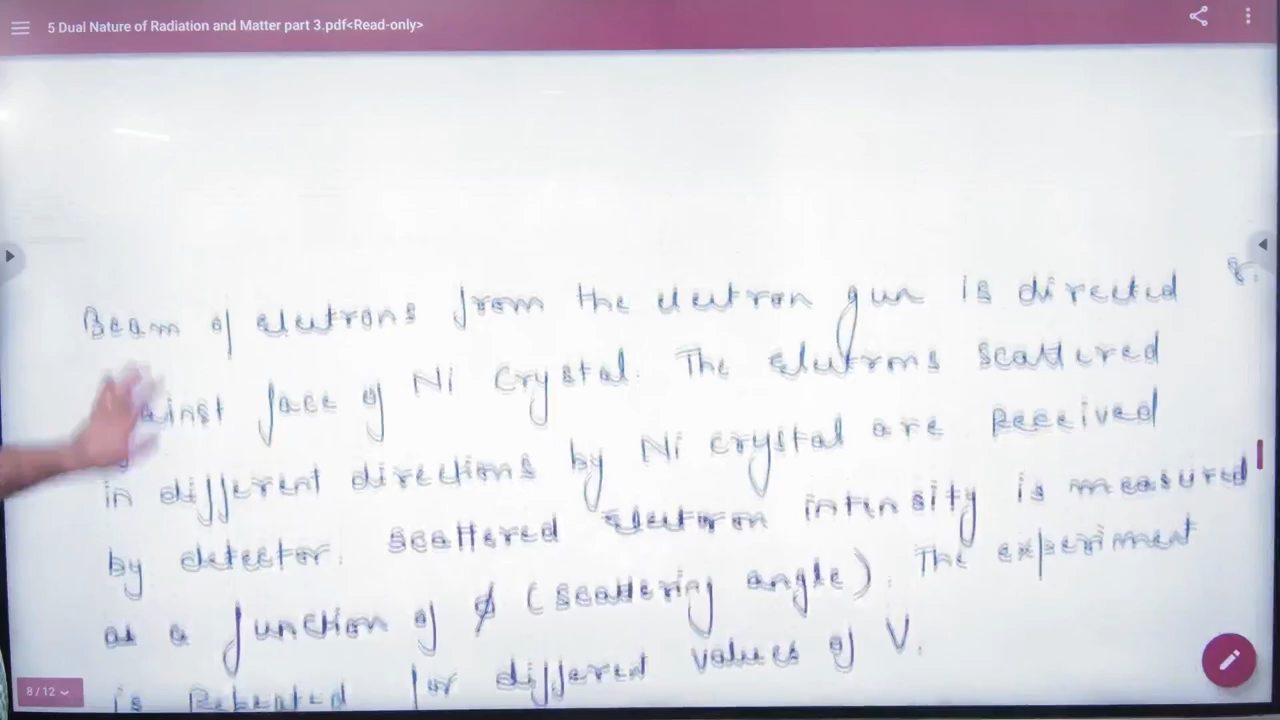 5 Dual Nature of Radiation and Matter part 3.pdf<Read-only>
8.
Beam of electrons from the electron gun is directed
against face of Ni crystal. The electrons scattered
in different directions by Ni crystal are Received
by detector. scattered electron intensity is measured
as a function of ϕ (scattering angle). The experiment
is Repeated for different values of V.
8 / 12